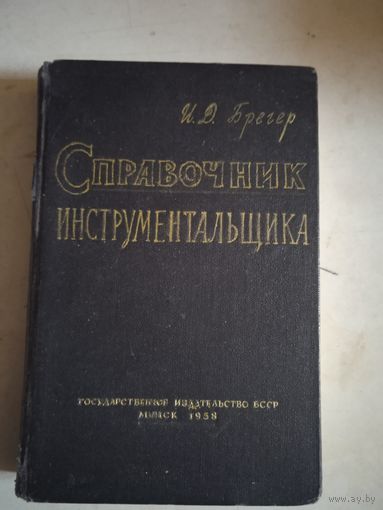 И. Д. Брегер
СПРАВОЧНИК
ИНСТРУМЕНТАЛЬЩИКА
ГОСУДАРСТВЕННОЕ ИЗДАТЕЛЬСТВО БССР
МИНСК 1958
www.ay.by